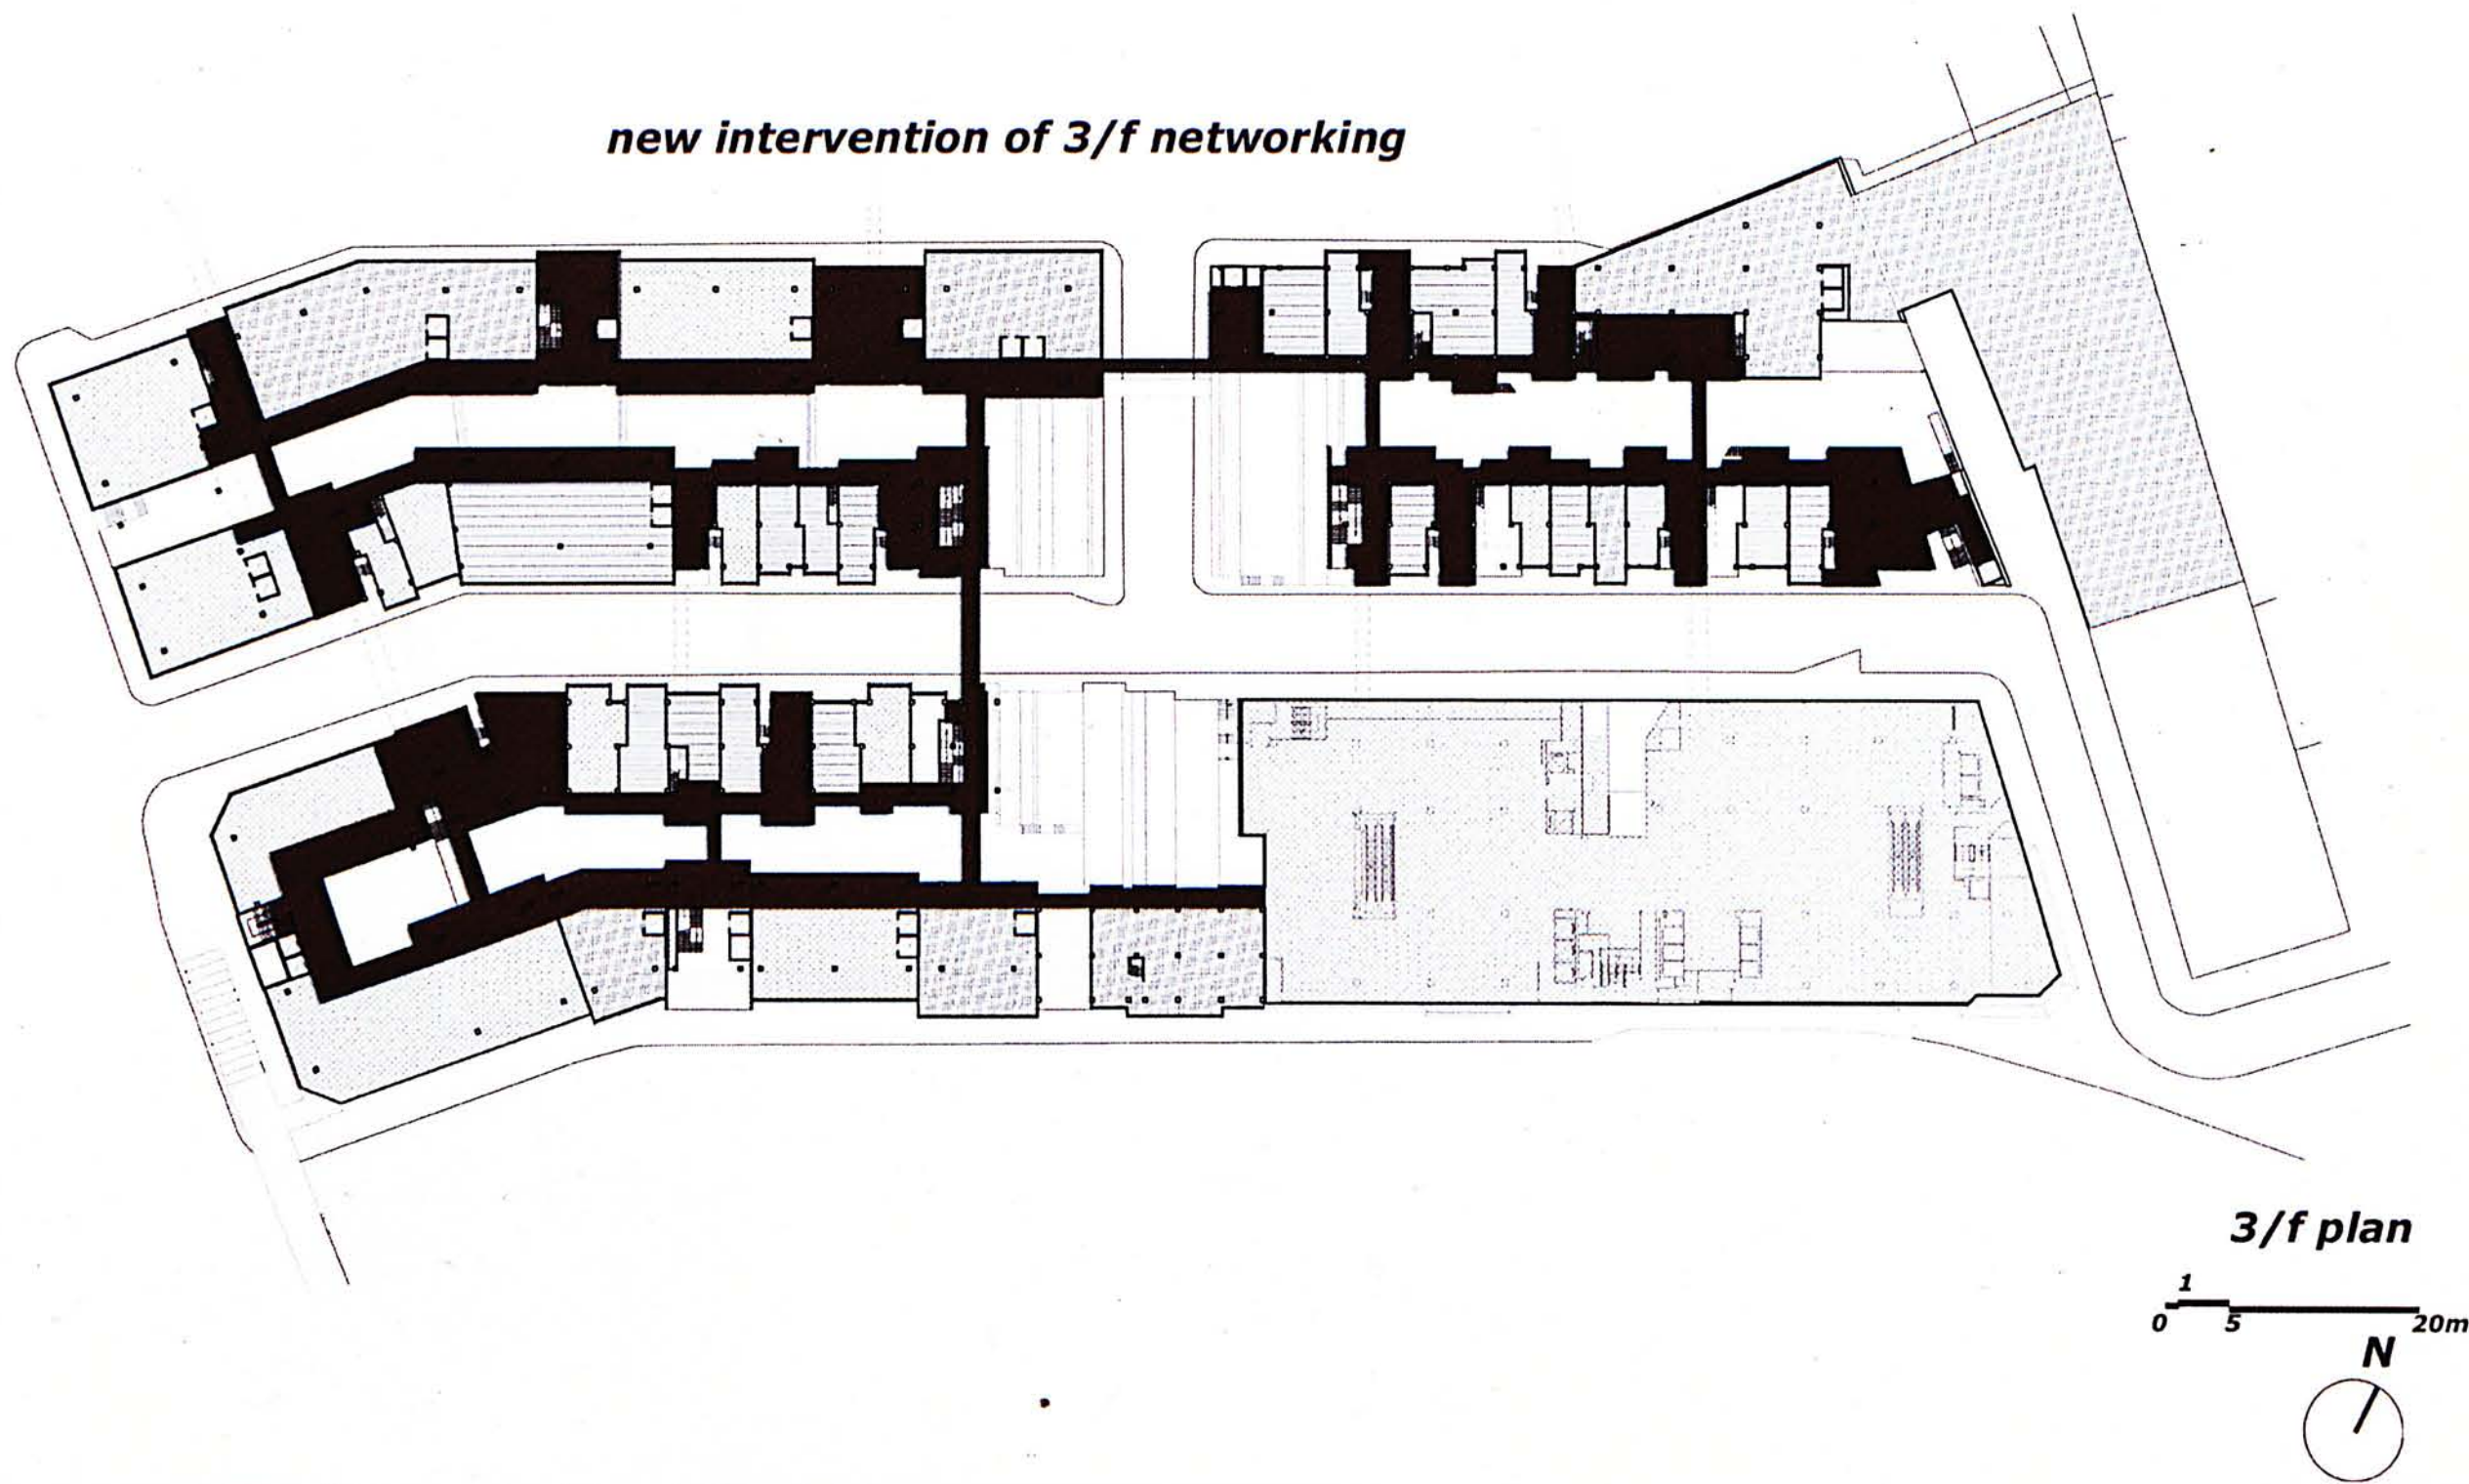 new intervention of 3/f networking
3/f plan
1
0 5 20m
N